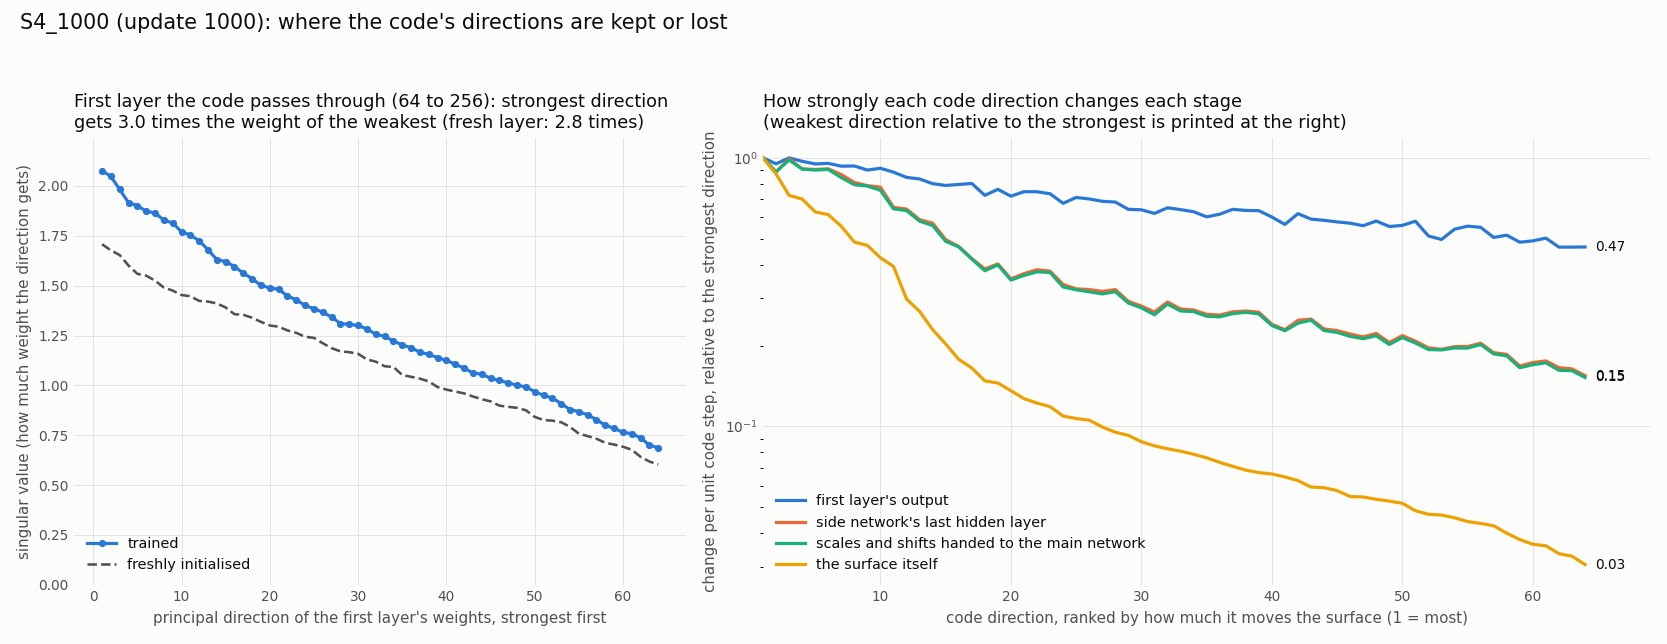 S4_1000 (update 1000): where the code's directions are kept or lost
First layer the code passes through (64 to 256): strongest direction
gets 3.0 times the weight of the weakest (fresh layer: 2.8 times)
singular value (how much weight the direction gets)
2.00
1.75
1.50
1.25
1.00
0.75
0.50
0.25
0.00
trained
freshly initialised
0
10
20
30
40
50
60
principal direction of the first layer's weights, strongest first
How strongly each code direction changes each stage
(weakest direction relative to the strongest is printed at the right)
change per unit code step, relative to the strongest direction
10⁰
10⁻¹
0.47
0.15
0.03
first layer's output
side network's last hidden layer
scales and shifts handed to the main network
the surface itself
10
20
30
40
50
60
code direction, ranked by how much it moves the surface (1 = most)